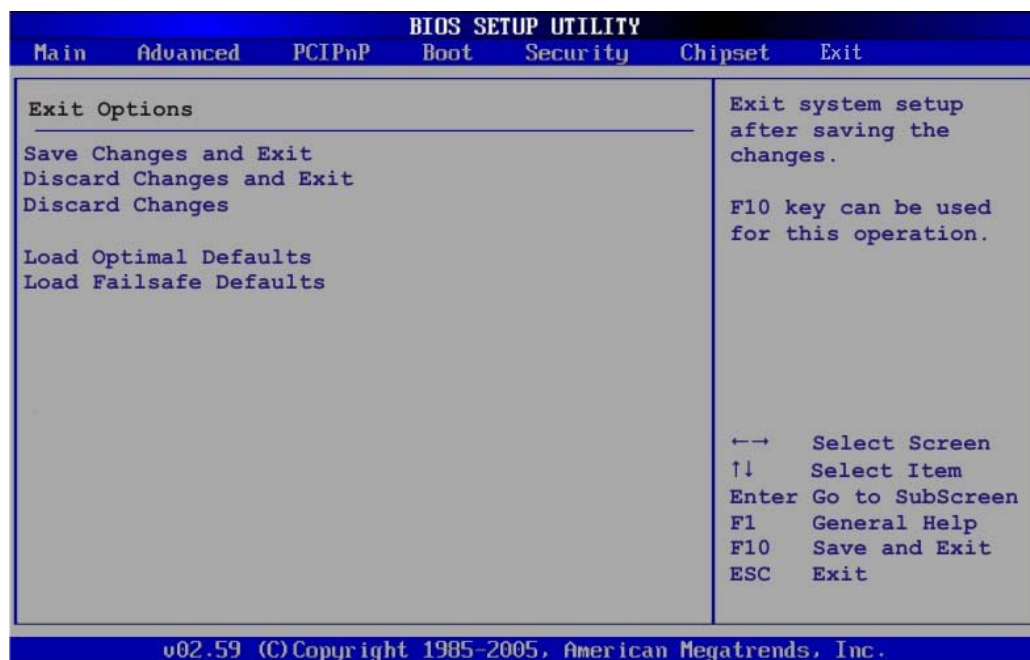 BIOS SETUP UTILITY
Main Advanced PCIPnP Boot Security Chipset Exit
Exit Options
Save Changes and Exit
Discard Changes and Exit
Discard Changes
Load Optimal Defaults
Load Failsafe Defaults
Exit system setup
after saving the
changes.
F10 key can be used
for this operation.
←→ Select Screen
↑↓ Select Item
Enter Go to SubScreen
F1 General Help
F10 Save and Exit
ESC Exit
v02.59 (C)Copyright 1985-2005, American Megatrends, Inc.